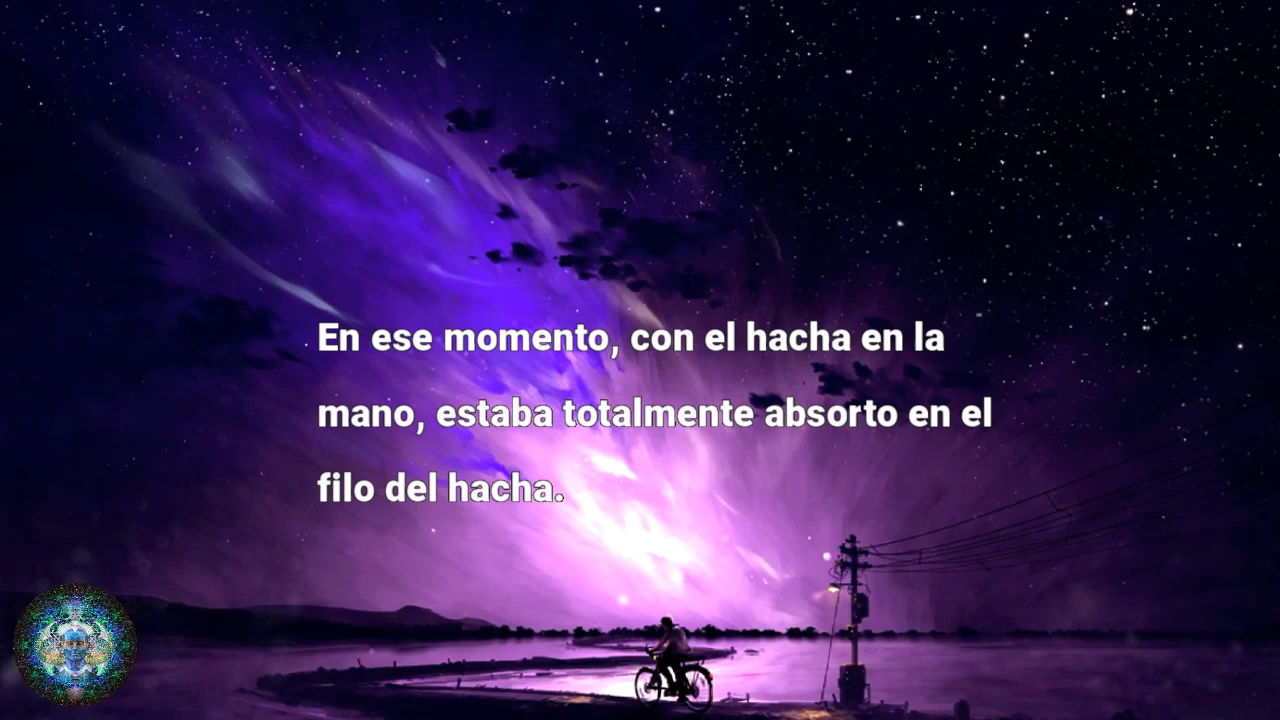 En ese momento, con el hacha en la
mano, estaba totalmente absorto en el
filo del hacha.